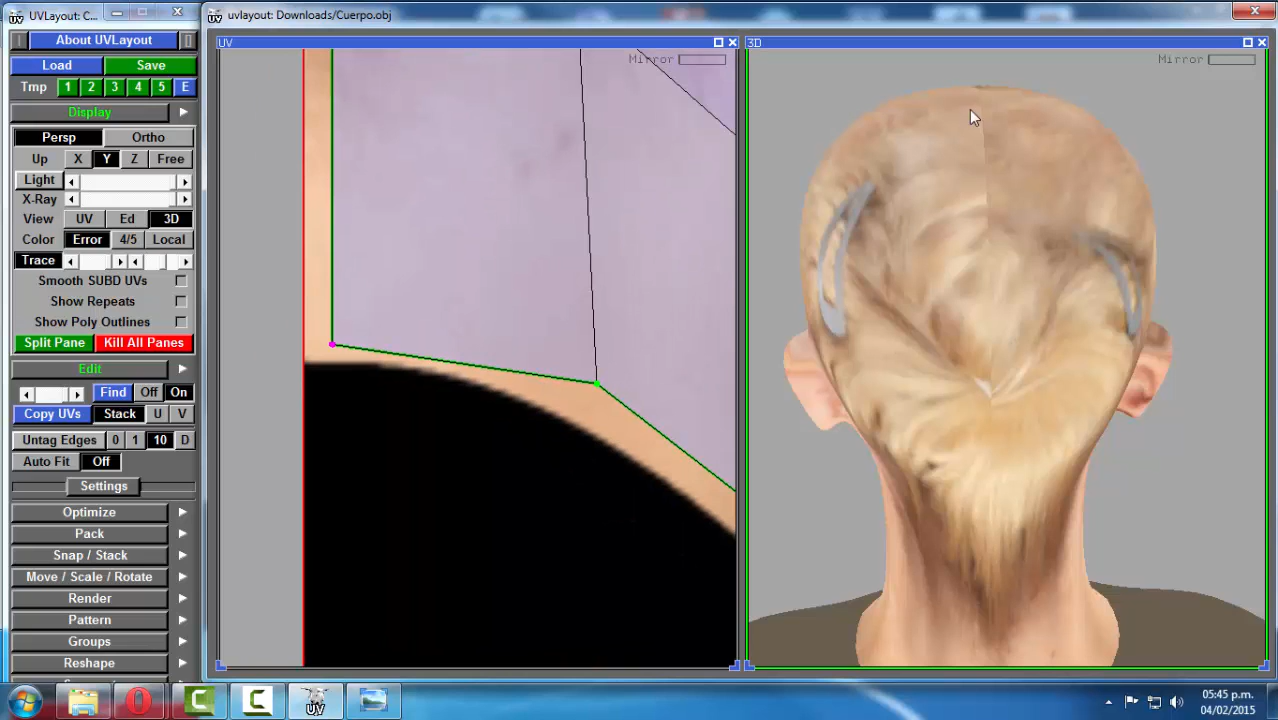 UVLayout: C...
uvlayout: Downloads/Cuerpo.obj
About UVLayout
Load Save
Tmp 1 2 3 4 5 E
Display
Persp Ortho
Up X Y Z Free
Light
X-Ray
View UV Ed 3D
Color Error 4/5 Local
Trace
Smooth SUBD UVs
Show Repeats
Show Poly Outlines
Split Pane Kill All Panes
Edit
Find Off On
Copy UVs Stack U V
Untag Edges 0 1 10 D
Auto Fit Off
Settings
Optimize
Pack
Snap / Stack
Move / Scale / Rotate
Render
Pattern
Groups
Reshape
UV
Mirror
3D
Mirror
UV
05:45 p.m.
04/02/2015